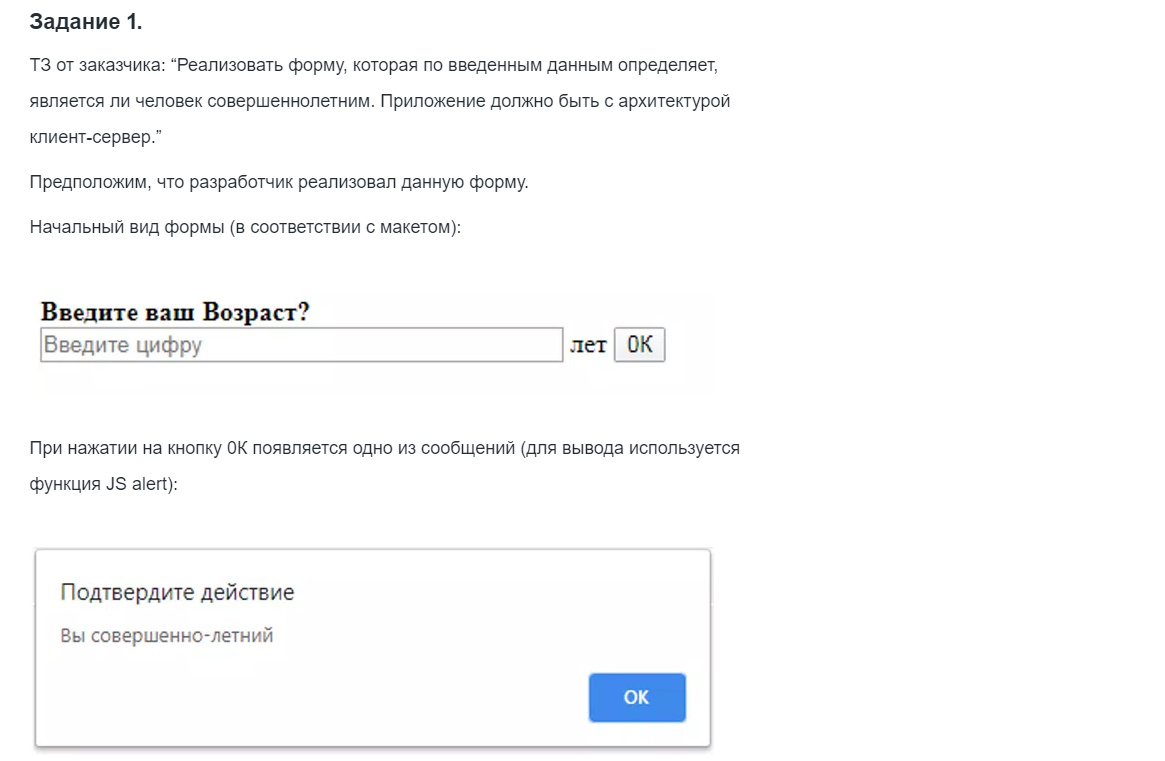 Задание 1.
ТЗ от заказчика: “Реализовать форму, которая по введенным данным определяет,
является ли человек совершеннолетним. Приложение должно быть с архитектурой
клиент-сервер.”
Предположим, что разработчик реализовал данную форму.
Начальный вид формы (в соответствии с макетом):
Введите ваш Возраст?
Введите цифру лет 0K
При нажатии на кнопку 0К появляется одно из сообщений (для вывода используется
функция JS alert):
Подтвердите действие
Вы совершенно-летний
ОК